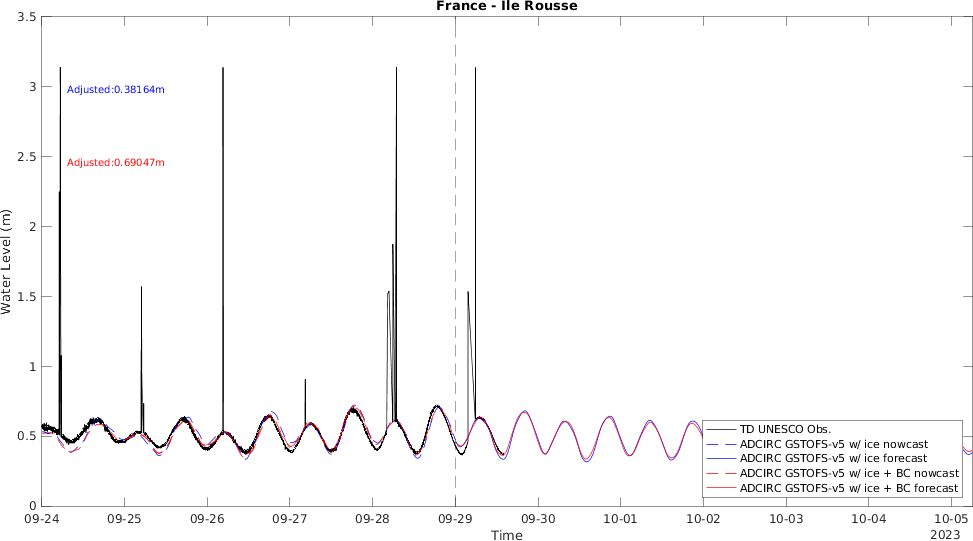 France - Ile Rousse
3.5
3
2.5
2
1.5
1
0.5
0
Water Level (m)
Adjusted:0.38164m
Adjusted:0.69047m
TD UNESCO Obs.
ADCIRC GSTOFS-v5 w/ ice nowcast
ADCIRC GSTOFS-v5 w/ ice forecast
ADCIRC GSTOFS-v5 w/ ice + BC nowcast
ADCIRC GSTOFS-v5 w/ ice + BC forecast
09-24 09-25 09-26 09-27 09-28 09-29 09-30 10-01 10-02 10-03 10-04 10-05
Time
2023